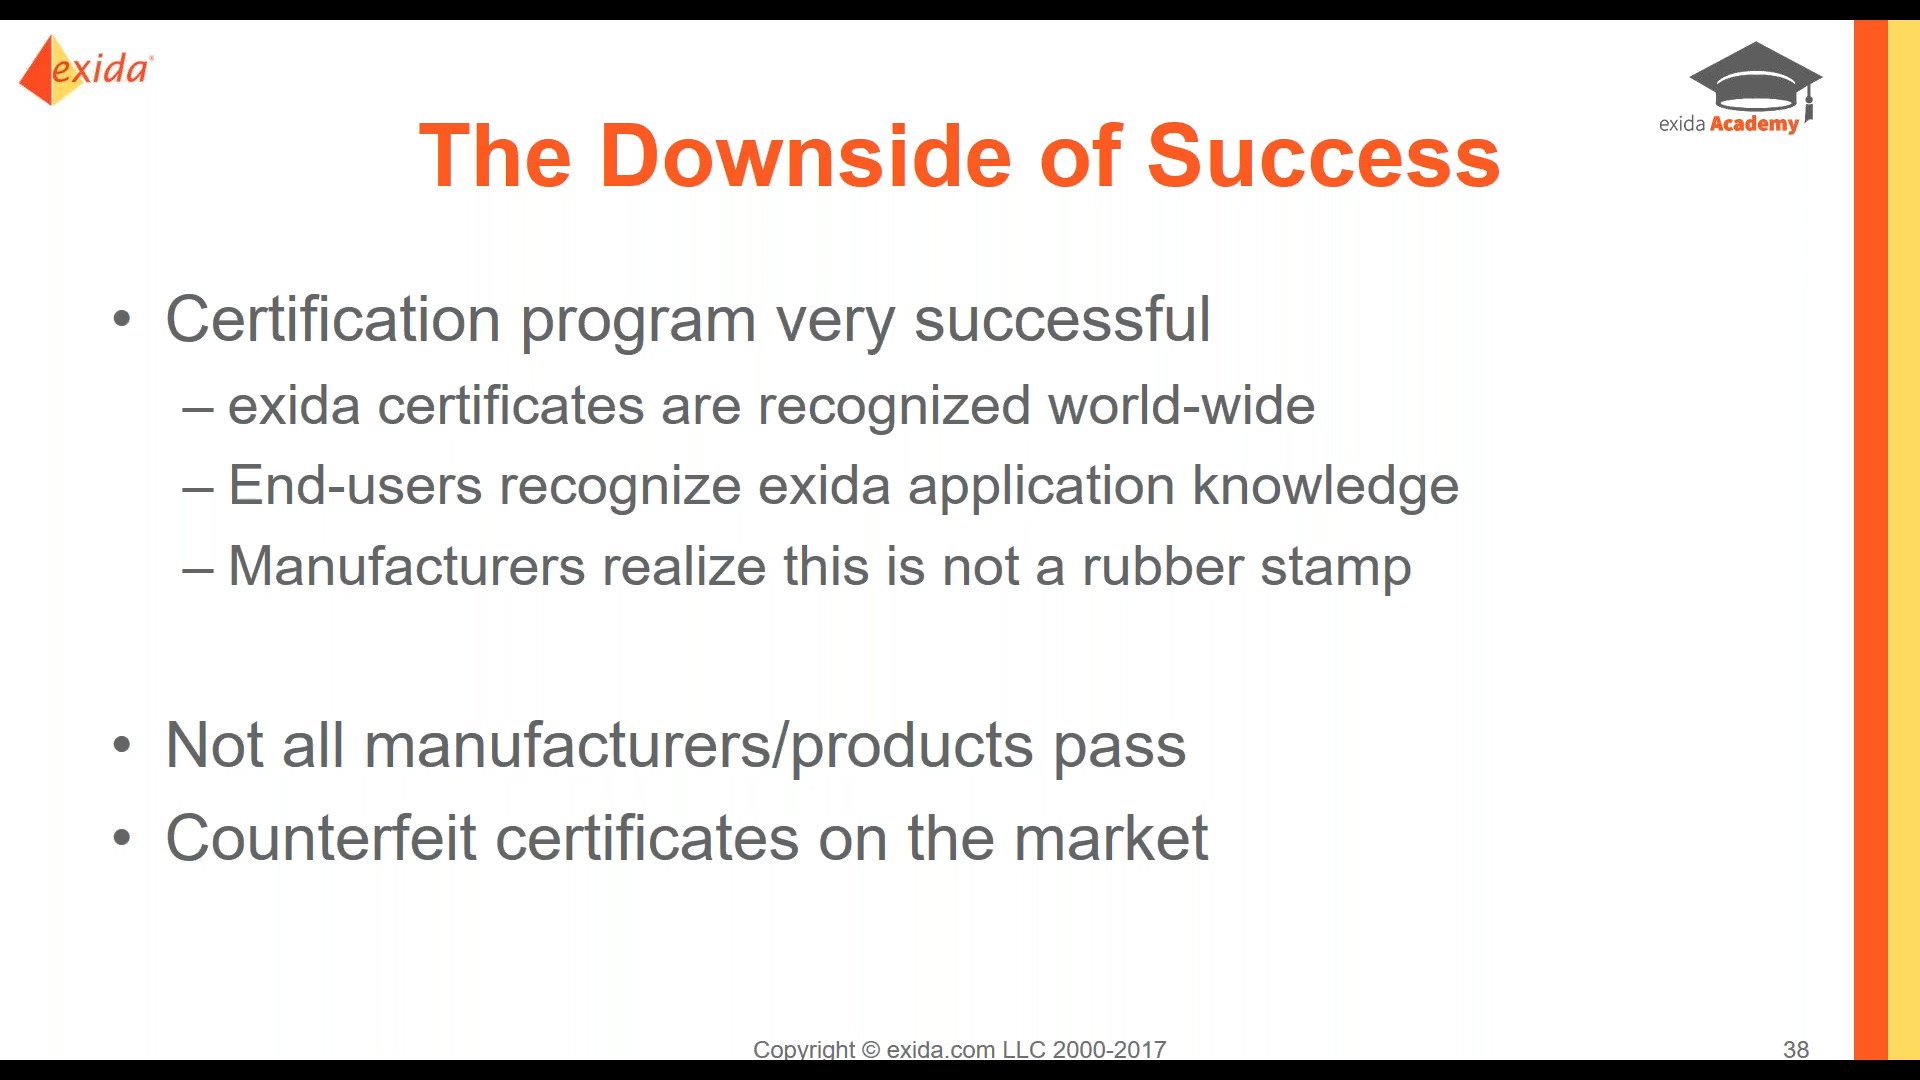 exida
exida Academy
The Downside of Success
• Certification program very successful
– exida certificates are recognized world-wide
– End-users recognize exida application knowledge
– Manufacturers realize this is not a rubber stamp
• Not all manufacturers/products pass
• Counterfeit certificates on the market
Copyright © exida.com LLC 2000-2017
38